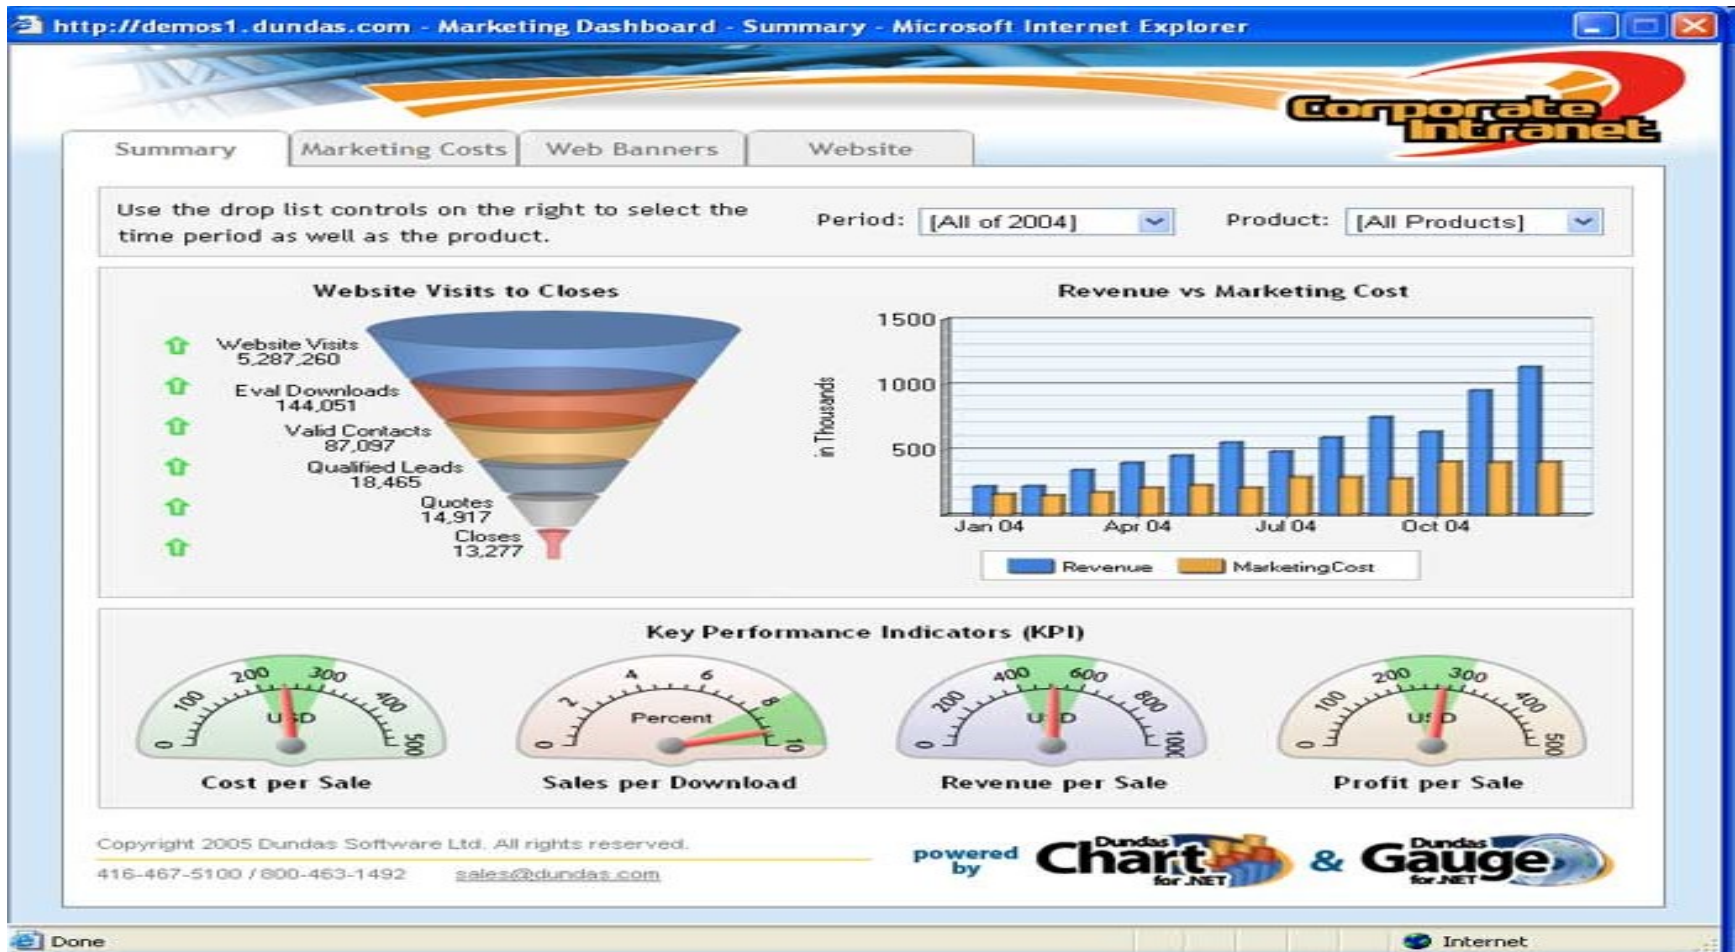 http://demos1.dundas.com - Marketing Dashboard - Summary - Microsoft Internet Explorer
Corporate
Intranet
Summary
Marketing Costs
Web Banners
Website
Use the drop list controls on the right to select the
time period as well as the product.
Period: [All of 2004]
Product: [All Products]
Website Visits to Closes
Website Visits
5,287,260
Eval Downloads
144,051
Valid Contacts
87,097
Qualified Leads
18,465
Quotes
14,917
Closes
13,277
Revenue vs Marketing Cost
in Thousands
1500
1000
500
Jan 04
Apr 04
Jul 04
Oct 04
Revenue
MarketingCost
Key Performance Indicators (KPI)
0 100 200 300 400 500
USD
Cost per Sale
0 2 4 6 8 10
Percent
Sales per Download
0 200 400 600 800 1000
USD
Revenue per Sale
0 100 200 300 400 500
USD
Profit per Sale
Copyright 2005 Dundas Software Ltd. All rights reserved.
416-467-5100 / 800-463-1492 sales@dundas.com
powered
by
Dundas
Chart
for .NET
&
Dundas
Gauge
for .NET
Done
Internet